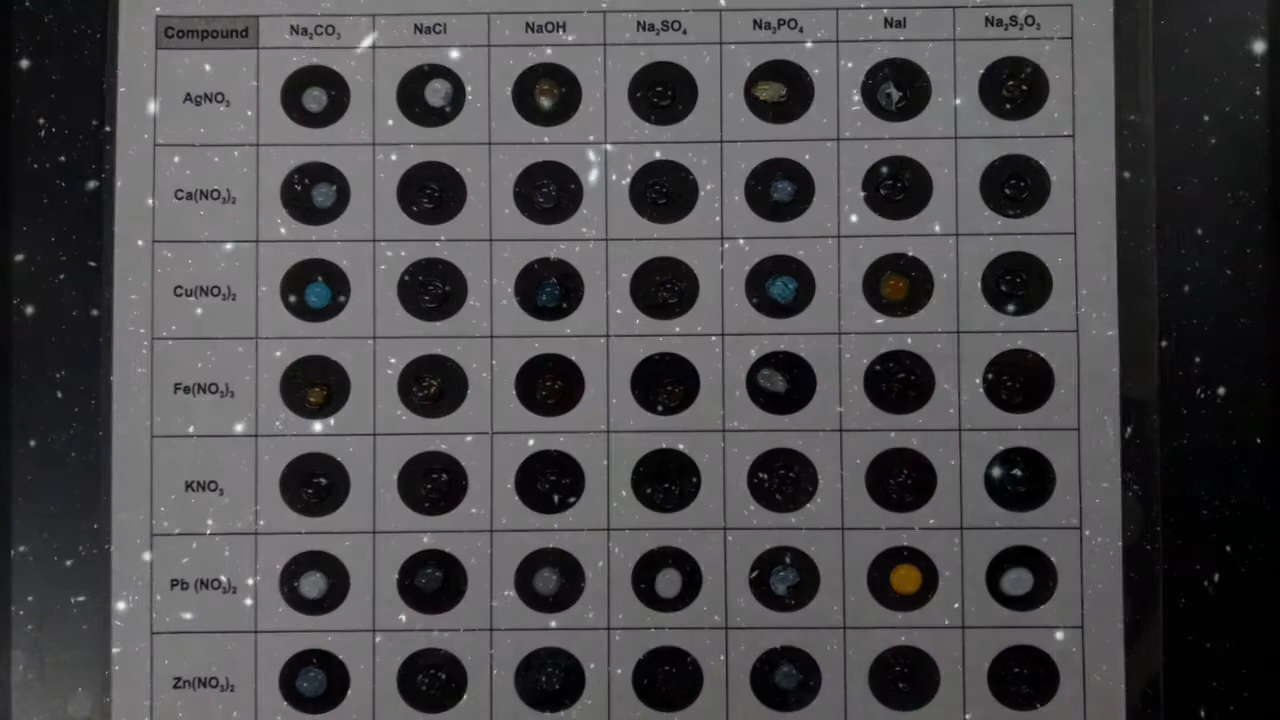 Compound Na₂CO₃ NaCl NaOH Na₂SO₄ Na₃PO₄ NaI Na₂S₂O₃
AgNO₃
Ca(NO₃)₂
Cu(NO₃)₂
Fe(NO₃)₃
KNO₃
Pb (NO₃)₂
Zn(NO₃)₂